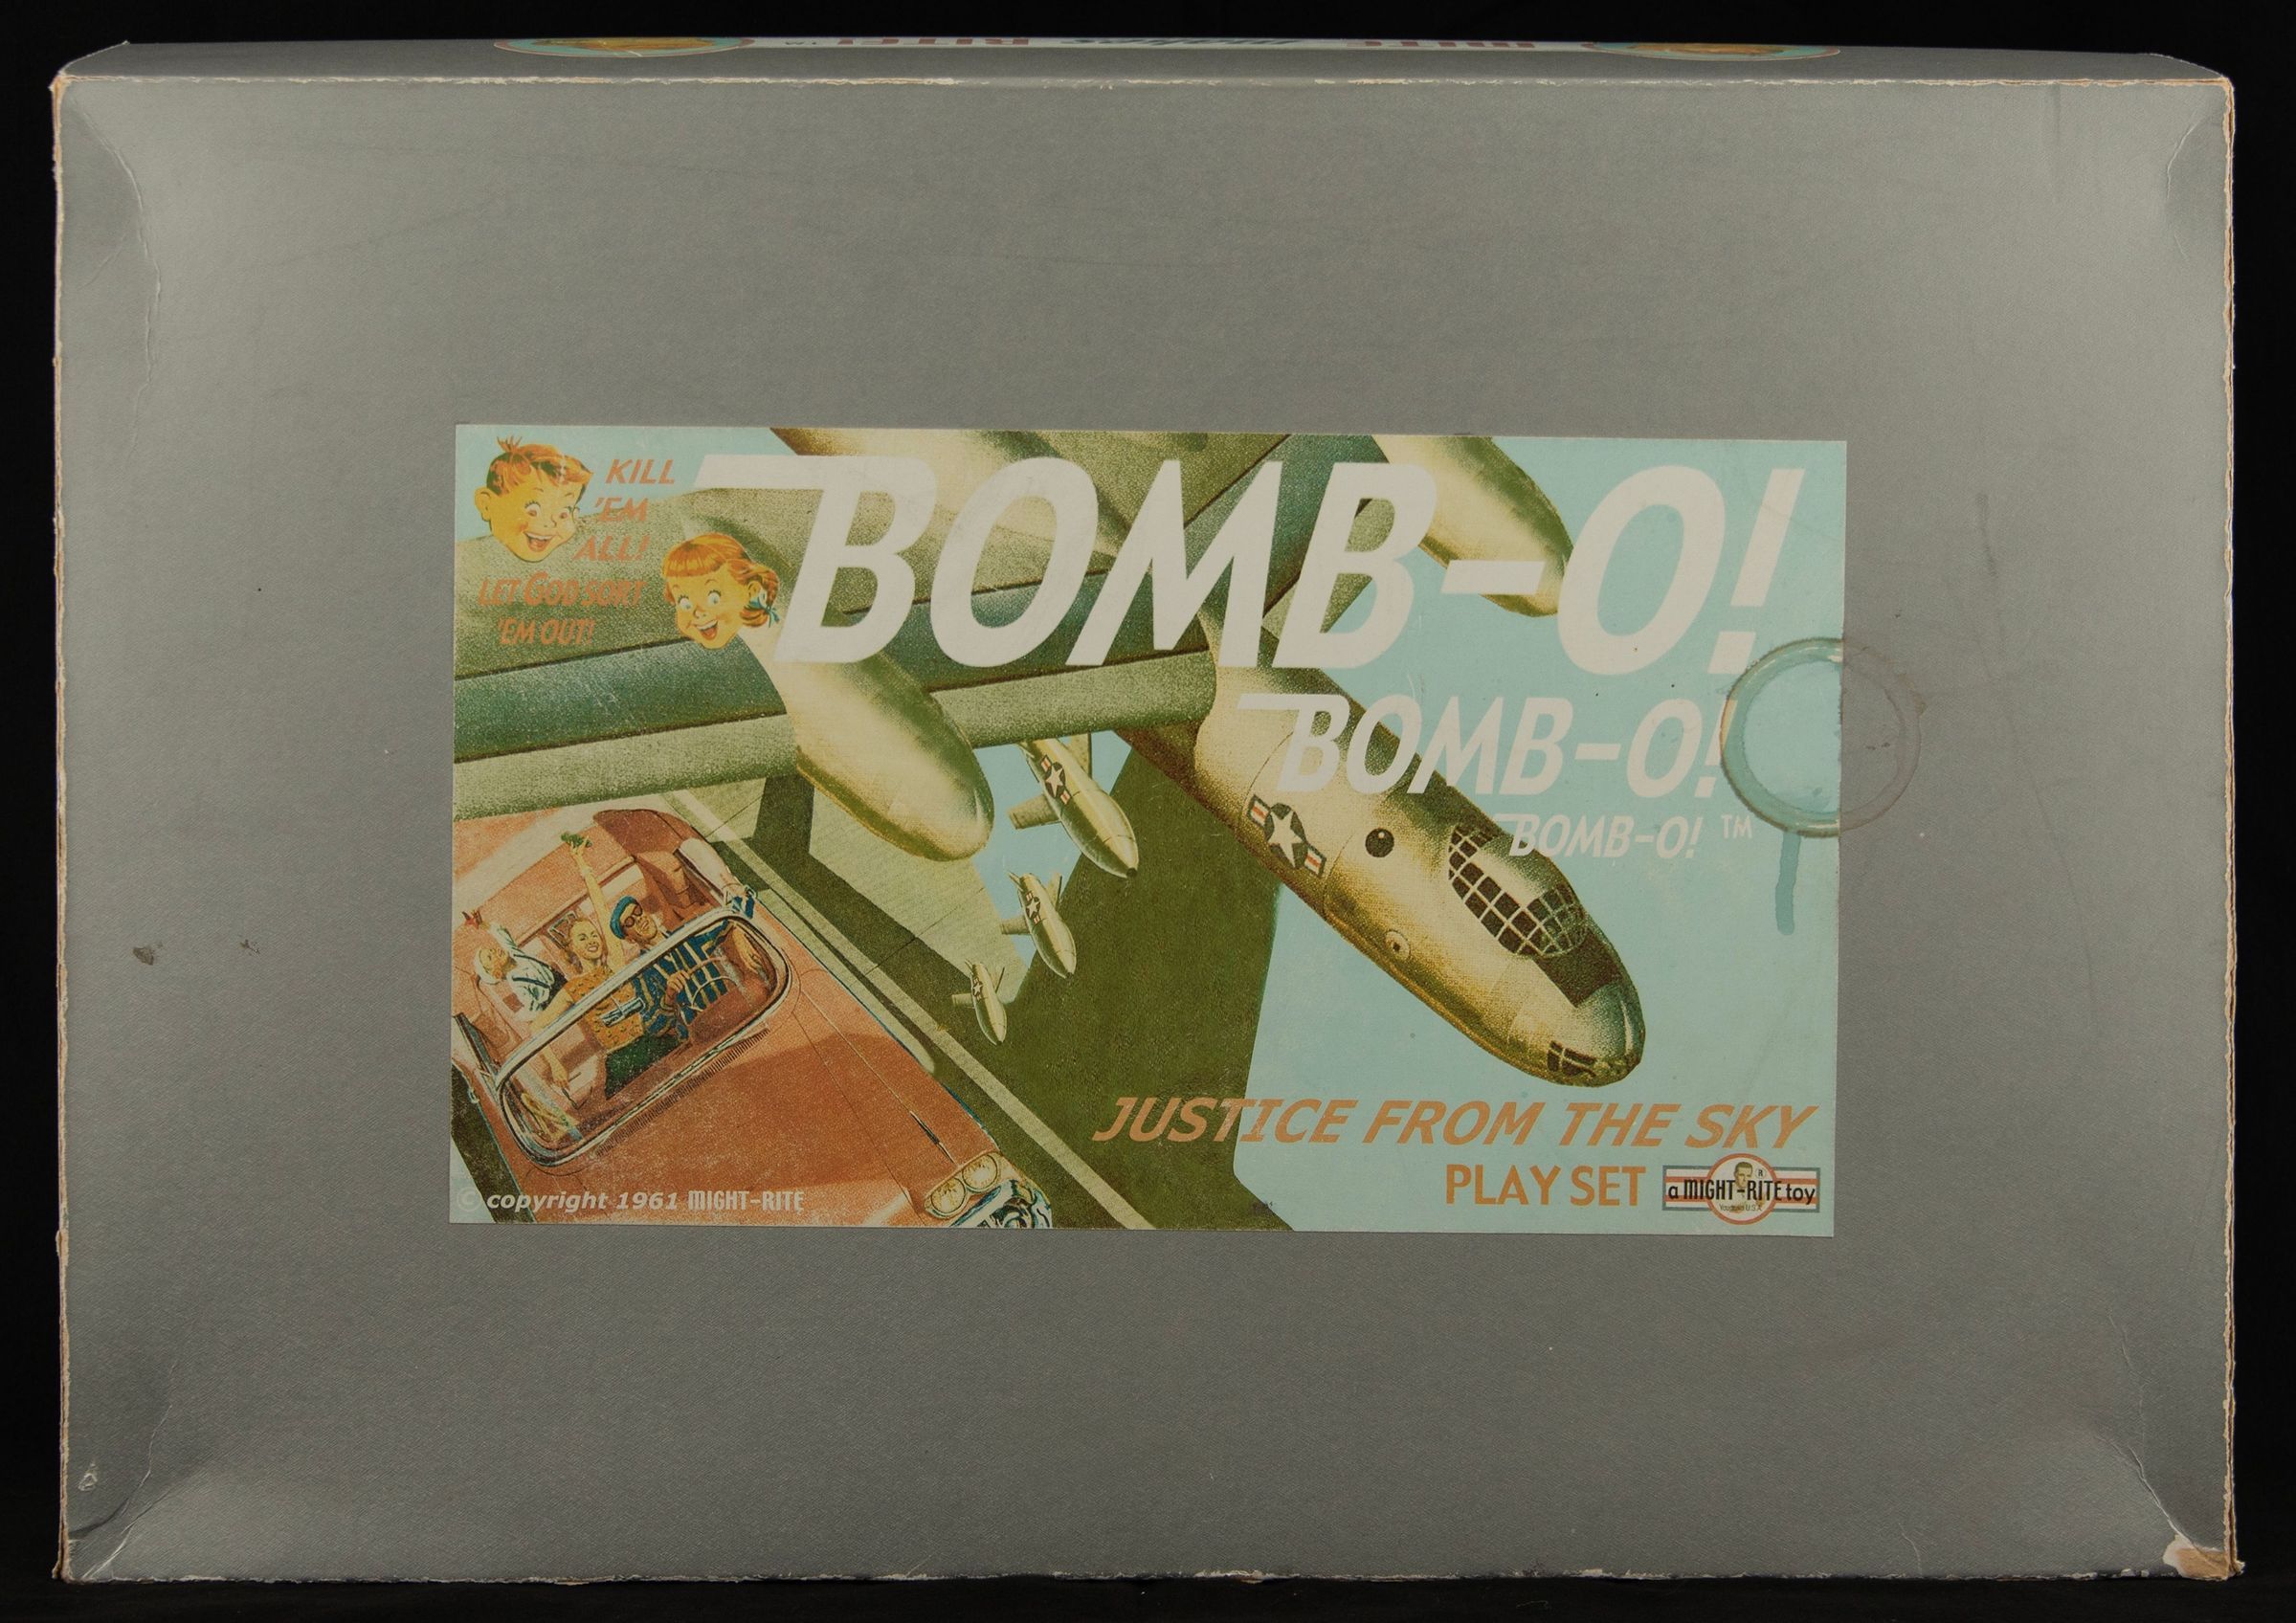 KILL
'EM
ALL!
LET GOD SORT
'EM OUT!
BOMB-O!
BOMB-O!
BOMB-O! ™
JUSTICE FROM THE SKY
PLAY SET
a MIGHT-RITE toy
© copyright 1961 MIGHT-RITE